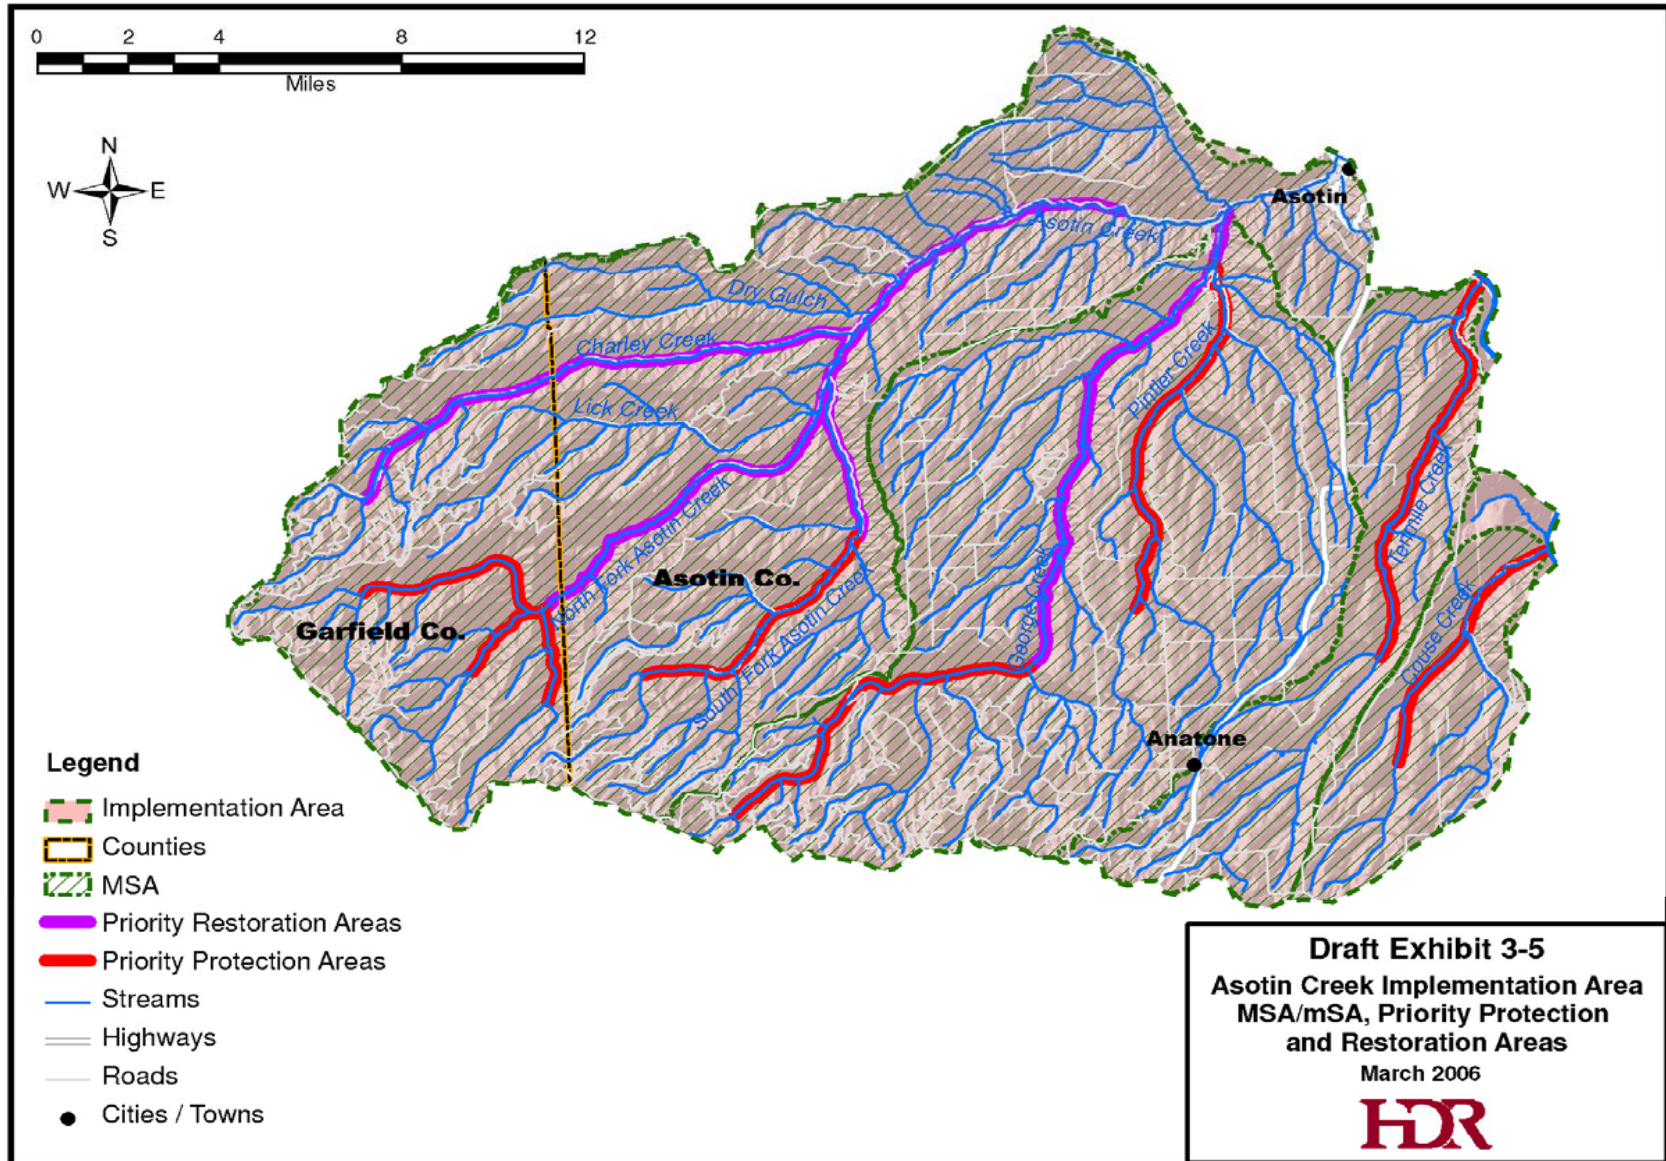 0 2 4 8 12
Miles
N
W E
S
Asotin
Asotin Creek
Dry Gulch
Charley Creek
Pintler Creek
Lick Creek
Tenmile Creek
North Fork Asotin Creek
Asotin Co.
George Creek
South Fork Asotin Creek
Couse Creek
Garfield Co.
Anatone
Legend
Implementation Area
Counties
MSA
Priority Restoration Areas
Priority Protection Areas
Streams
Highways
Roads
Cities / Towns
Draft Exhibit 3-5
Asotin Creek Implementation Area
MSA/mSA, Priority Protection
and Restoration Areas
March 2006
HDR